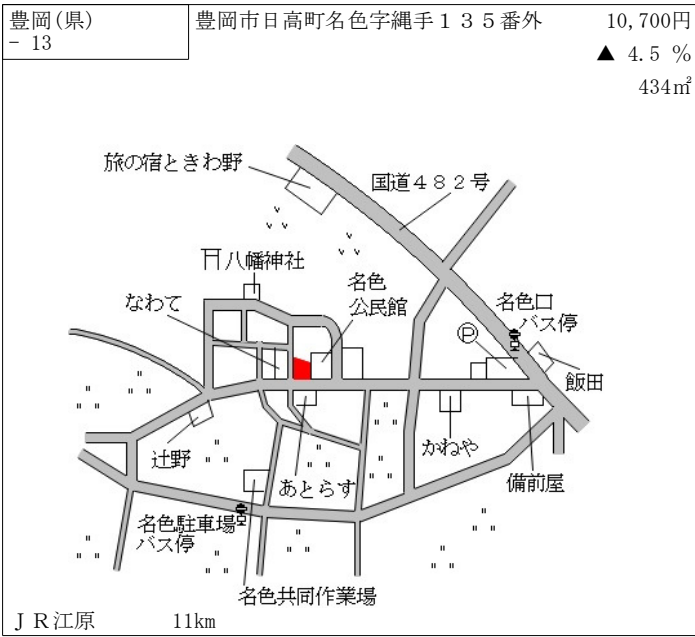 豊岡(県)
- 13
豊岡市日高町名色字縄手１３５番外
10,700円
▲ 4.5 %
434㎡
旅の宿ときわ野
国道４８２号
八幡神社
名色
公民館
なわて
名色口
バス停
Ⓟ
飯田
辻野
あとらす
かねや
備前屋
名色駐車場
バス停
名色共同作業場
ＪＲ江原
11km